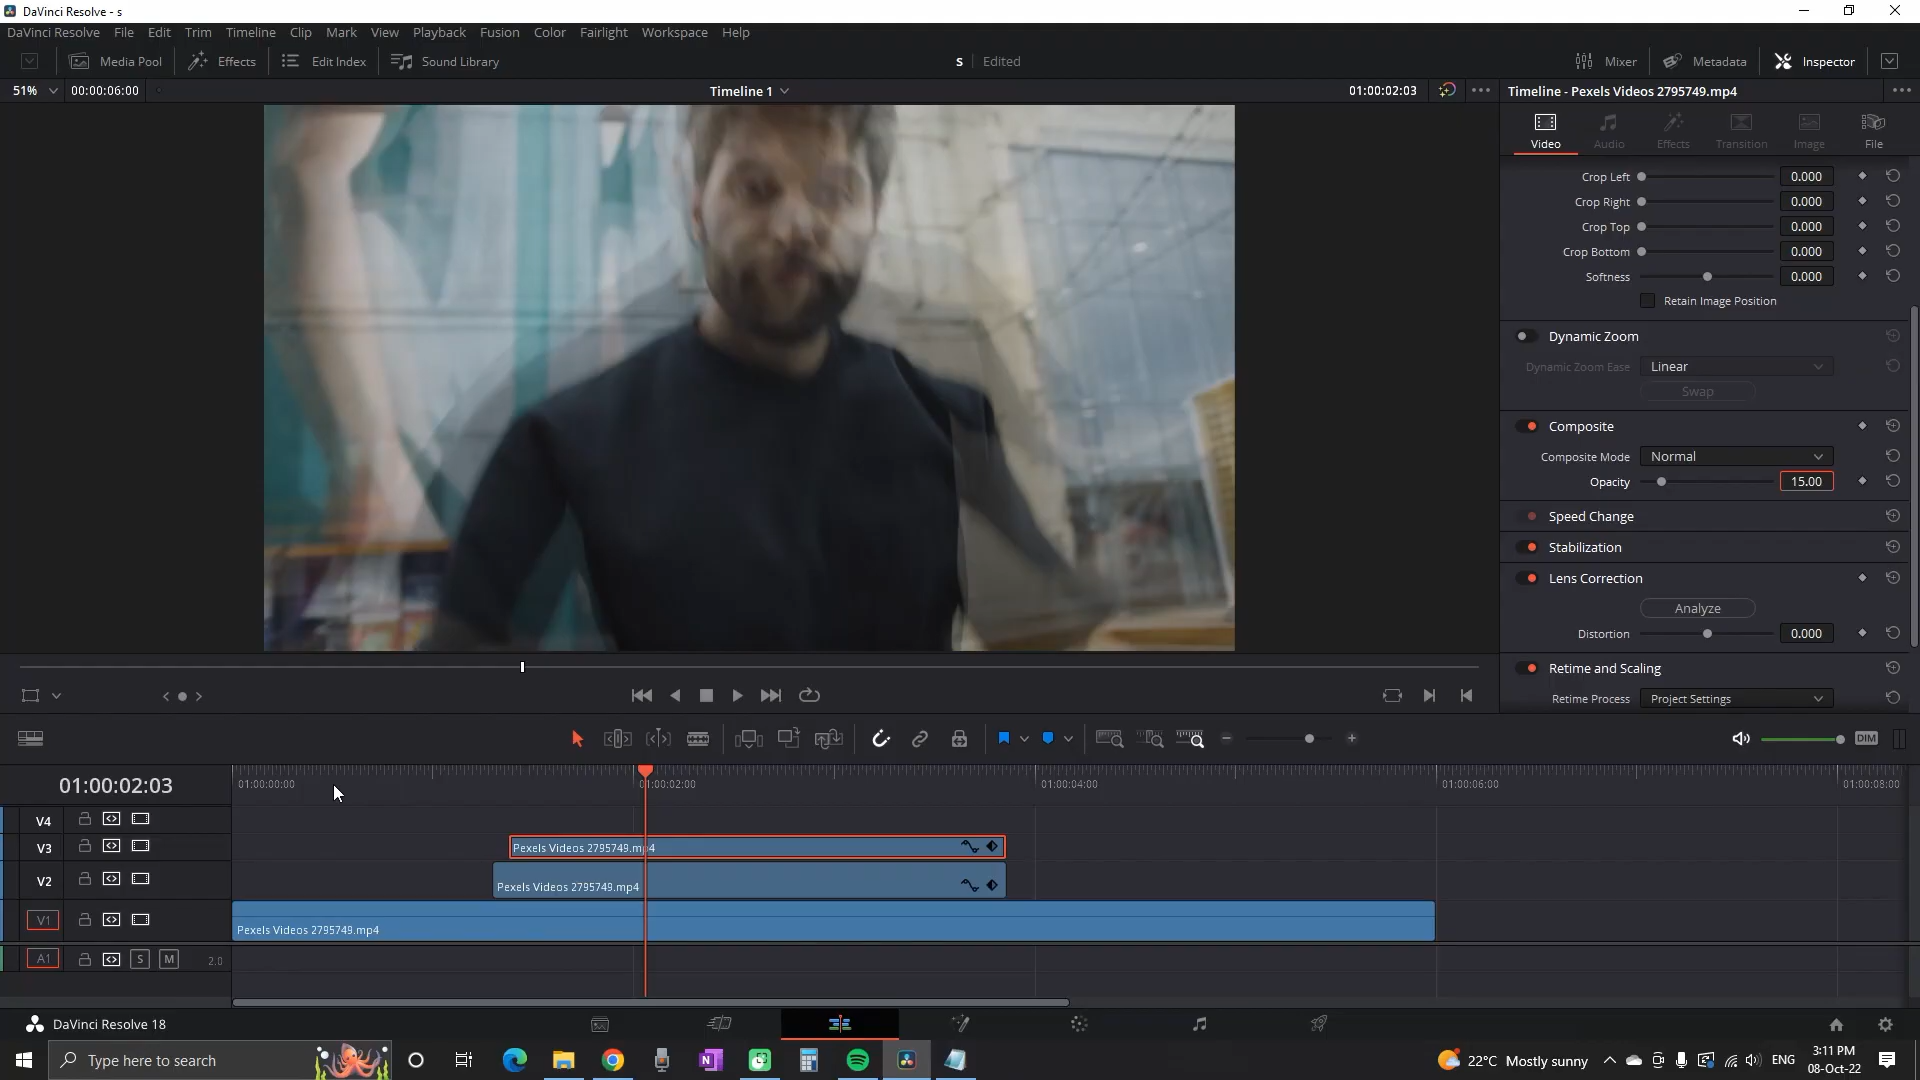 DaVinci Resolve - s
DaVinci Resolve File Edit Trim Timeline Clip Mark View Playback Fusion Color Fairlight Workspace Help
Media Pool Effects Edit Index Sound Library s Edited Mixer Metadata Inspector
51% 00:00:06:00 Timeline 1 01:00:02:03 Timeline - Pexels Videos 2795749.mp4
Video Audio Effects Transition Image File
Crop Left 0.000
Crop Right 0.000
Crop Top 0.000
Crop Bottom 0.000
Softness 0.000
Retain Image Position
Dynamic Zoom
Dynamic Zoom Ease Linear
Swap
Composite
Composite Mode Normal
Opacity 15.00
Speed Change
Stabilization
Lens Correction
Analyze
Distortion 0.000
Retime and Scaling
Retime Process Project Settings
DIM
01:00:02:03 01:00:00:00 01:00:02:00 01:00:04:00 01:00:06:00 01:00:08:00
V4
V3 Pexels Videos 2795749.mp4
V2 Pexels Videos 2795749.mp4
V1 Pexels Videos 2795749.mp4
A1 S M 2.0
DaVinci Resolve 18
Type here to search
22°C Mostly sunny ENG 3:11 PM
08-Oct-22